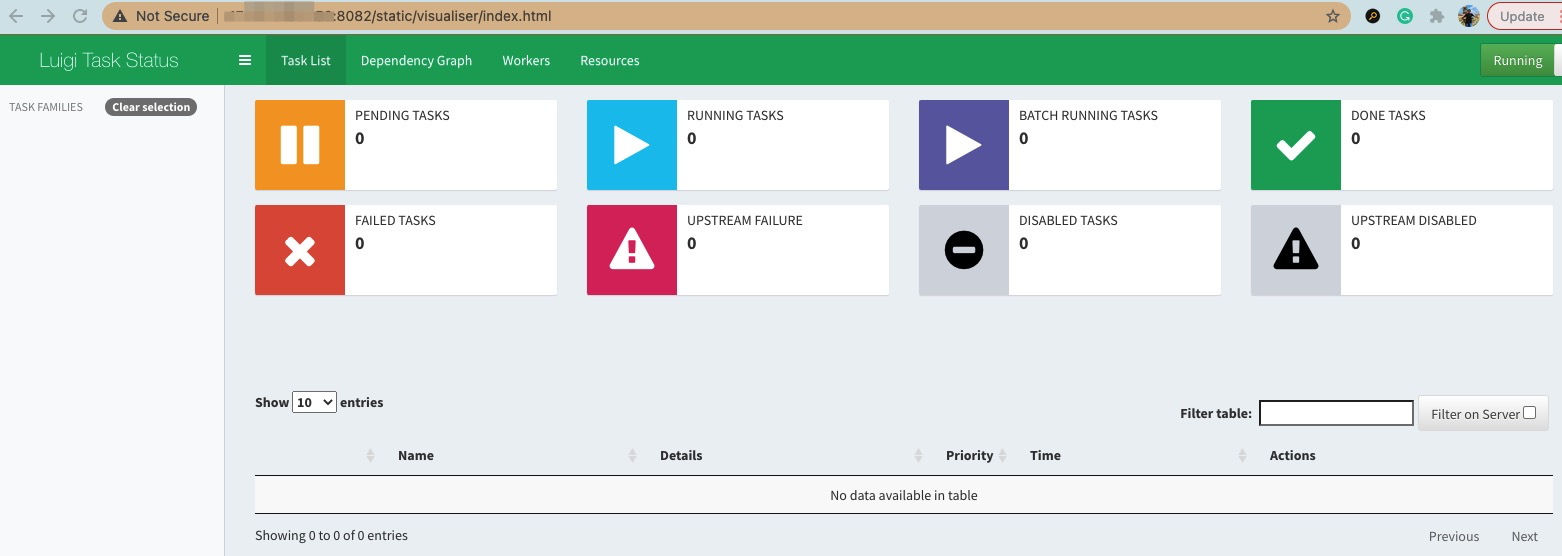 Not Secure :8082/static/visualiser/index.html Update
Luigi Task Status Task List Dependency Graph Workers Resources Running
TASK FAMILIES Clear selection
PENDING TASKS RUNNING TASKS BATCH RUNNING TASKS DONE TASKS
0 0 0 0
FAILED TASKS UPSTREAM FAILURE DISABLED TASKS UPSTREAM DISABLED
0 0 0 0
Show 10 entries
Filter table: Filter on Server
Name Details Priority Time Actions
No data available in table
Showing 0 to 0 of 0 entries Previous Next